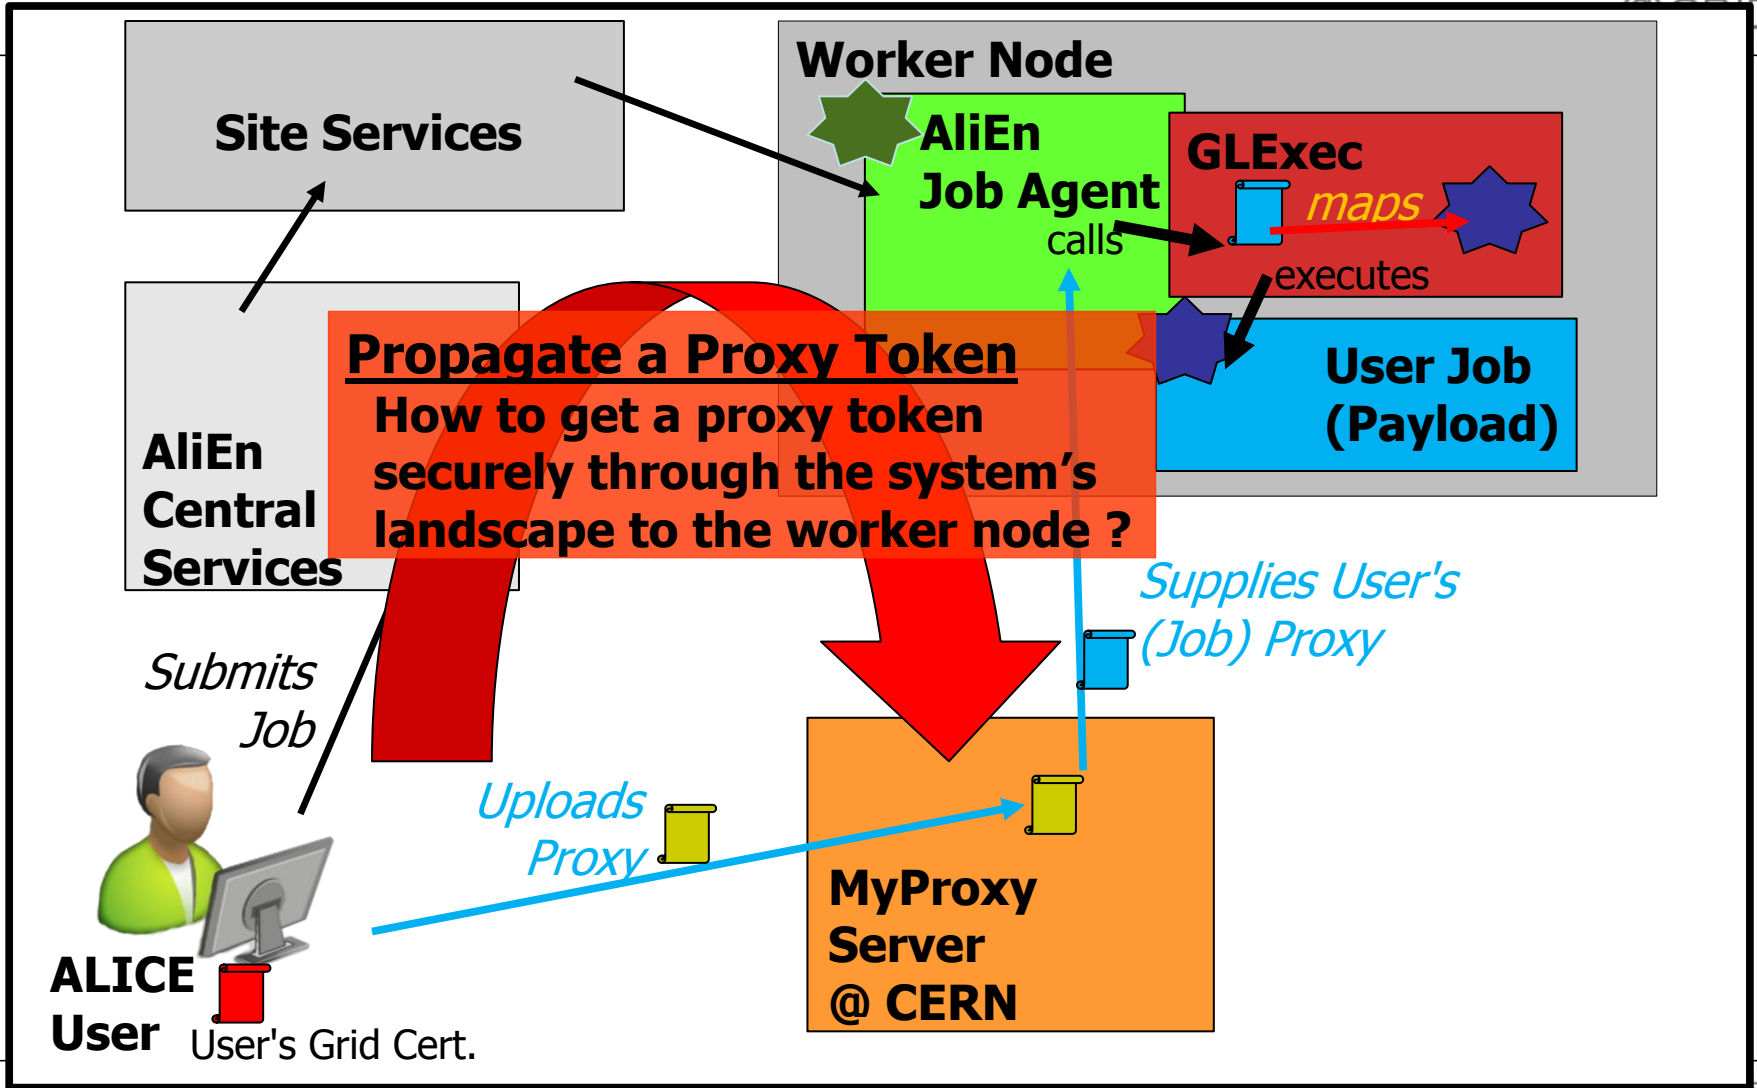 Site Services
Worker Node
AliEn
Job Agent
calls
GLExec
maps
executes
User Job
(Payload)
AliEn
Central
Services
Propagate a Proxy Token
How to get a proxy token
securely through the system’s
landscape to the worker node ?
Supplies User's
(Job) Proxy
Submits
Job
Uploads
Proxy
MyProxy
Server
@ CERN
ALICE
User
User's Grid Cert.